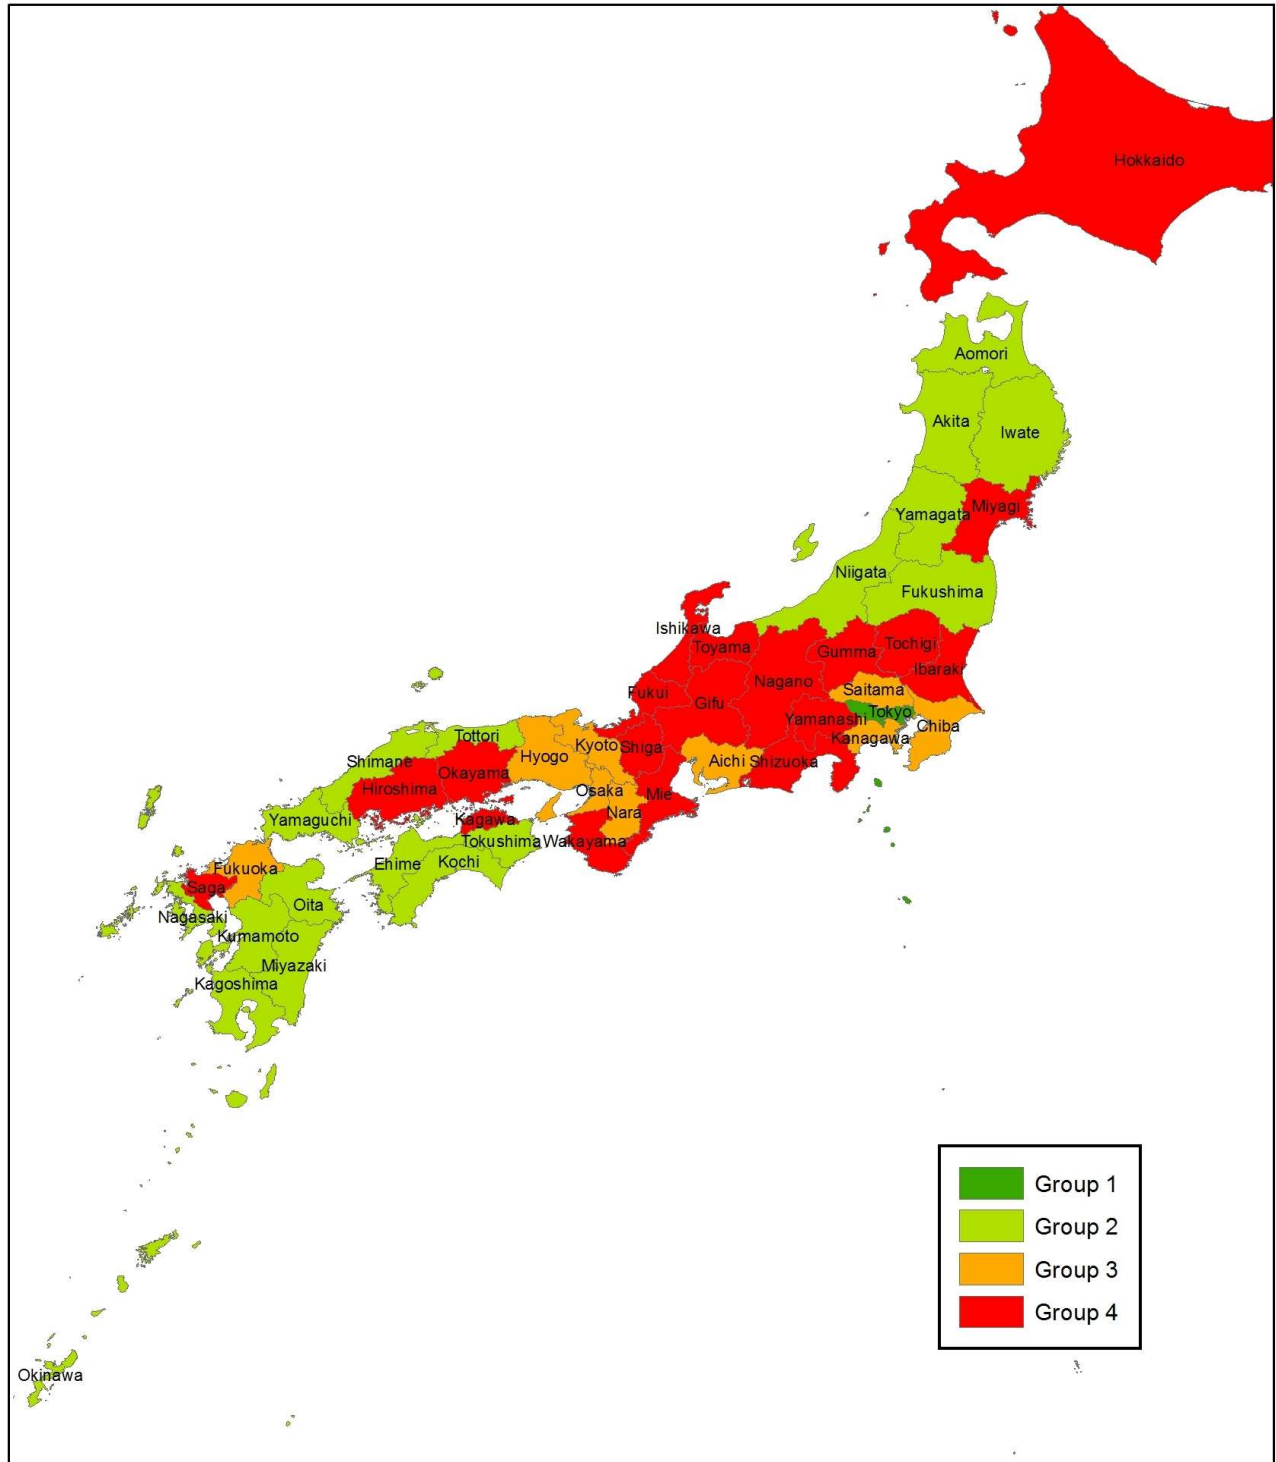 Hokkaido
Aomori
Akita
Iwate
Miyagi
Yamagata
Niigata
Fukushima
Ishikawa
Toyama
Gumma
Tochigi
Ibaraki
Nagano
Saitama
Fukui
Gifu
Tokyo
Yamanashi
Chiba
Kanagawa
Tottori
Kyoto
Shiga
Hyogo
Aichi
Shizuoka
Shimane
Okayama
Hiroshima
Osaka
Mie
Nara
Yamaguchi
Kagawa
Tokushima
Wakayama
Ehime
Kochi
Fukuoka
Saga
Oita
Nagasaki
Kumamoto
Miyazaki
Kagoshima
Okinawa
Group 1
Group 2
Group 3
Group 4